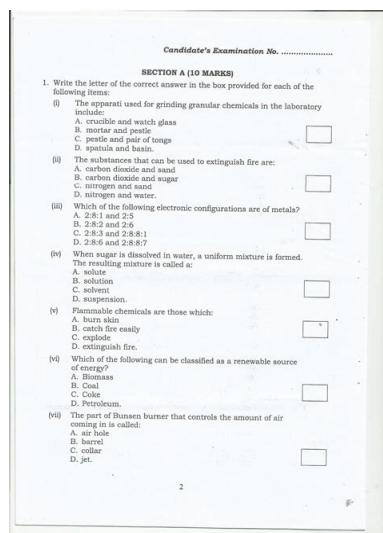 Candidate's Examination No. .....................
SECTION A (10 MARKS)
1. Write the letter of the correct answer in the box provided for each of the
following items:
(i) The apparati used for grinding granular chemicals in the laboratory
include:
A. crucible and watch glass
B. mortar and pestle
C. pestle and pair of tongs
D. spatula and basin.
(ii) The substances that can be used to extinguish fire are:
A. carbon dioxide and sand
B. carbon dioxide and sugar
C. nitrogen and sand
D. nitrogen and water.
(iii) Which of the following electronic configurations are of metals?
A. 2:8:1 and 2:5
B. 2:8:2 and 2:6
C. 2:8:3 and 2:8:8:1
D. 2:8:6 and 2:8:8:7
(iv) When sugar is dissolved in water, a uniform mixture is formed.
The resulting mixture is called a:
A. solute
B. solution
C. solvent
D. suspension.
(v) Flammable chemicals are those which:
A. burn skin
B. catch fire easily
C. explode
D. extinguish fire.
(vi) Which of the following can be classified as a renewable source
of energy?
A. Biomass
B. Coal
C. Coke
D. Petroleum.
(vii) The part of Bunsen burner that controls the amount of air
coming in is called:
A. air hole
B. barrel
C. collar
D. jet.
2